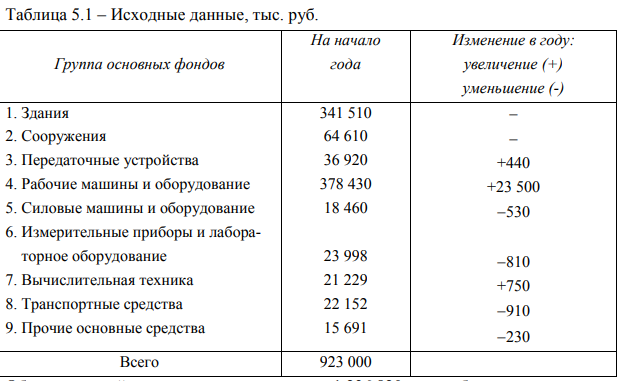 Таблица 5.1 – Исходные данные, тыс. руб.
Группа основных фондов
На начало
года
Изменение в году:
увеличение (+)
уменьшение (-)
1. Здания 341 510 –
2. Сооружения 64 610 –
3. Передаточные устройства 36 920 +440
4. Рабочие машины и оборудование 378 430 +23 500
5. Силовые машины и оборудование 18 460 –530
6. Измерительные приборы и лабора-
торное оборудование 23 998 –810
7. Вычислительная техника 21 229 +750
8. Транспортные средства 22 152 –910
9. Прочие основные средства 15 691 –230
Всего 923 000